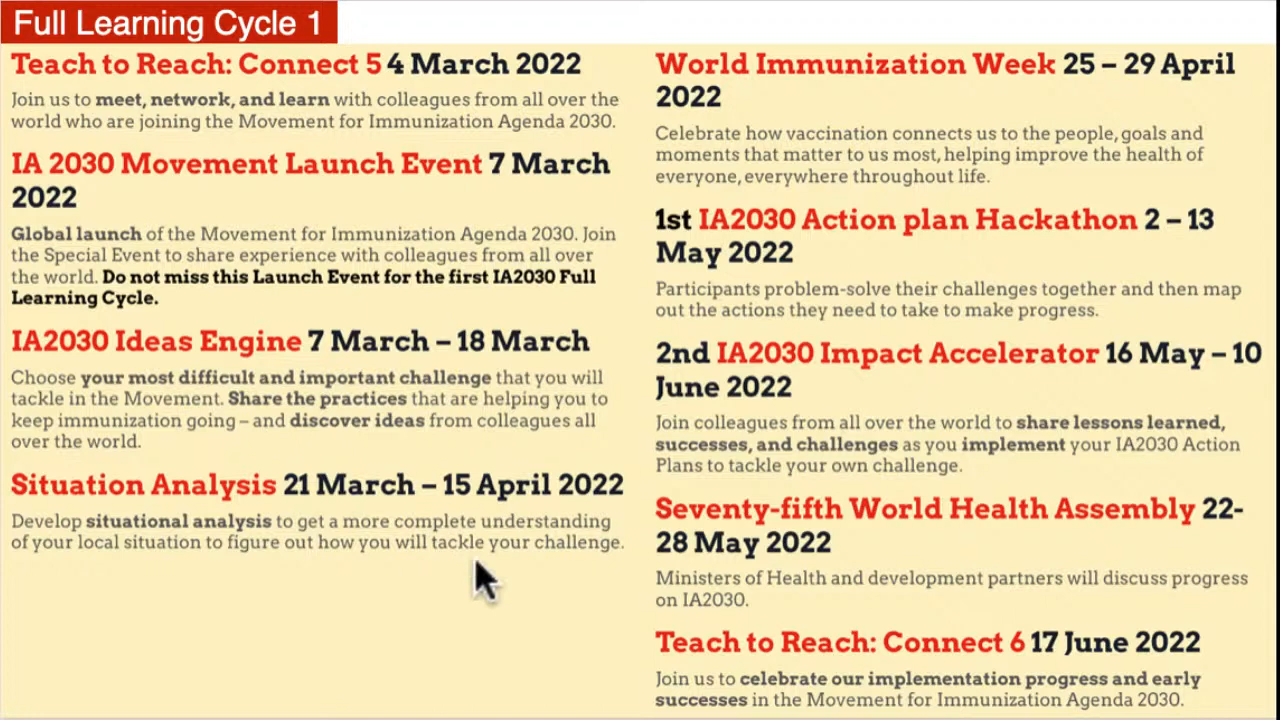 Full Learning Cycle 1
Teach to Reach: Connect 5 4 March 2022
Join us to meet, network, and learn with colleagues from all over the
world who are joining the Movement for Immunization Agenda 2030.
IA 2030 Movement Launch Event 7 March
2022
Global launch of the Movement for Immunization Agenda 2030. Join
the Special Event to share experience with colleagues from all over
the world. Do not miss this Launch Event for the first IA2030 Full
Learning Cycle.
IA2030 Ideas Engine 7 March – 18 March
Choose your most difficult and important challenge that you will
tackle in the Movement. Share the practices that are helping you to
keep immunization going – and discover ideas from colleagues all
over the world.
Situation Analysis 21 March – 15 April 2022
Develop situational analysis to get a more complete understanding
of your local situation to figure out how you will tackle your challenge.
World Immunization Week 25 – 29 April
2022
Celebrate how vaccination connects us to the people, goals and
moments that matter to us most, helping improve the health of
everyone, everywhere throughout life.
1st IA2030 Action plan Hackathon 2 – 13
May 2022
Participants problem-solve their challenges together and then map
out the actions they need to take to make progress.
2nd IA2030 Impact Accelerator 16 May – 10
June 2022
Join colleagues from all over the world to share lessons learned,
successes, and challenges as you implement your IA2030 Action
Plans to tackle your own challenge.
Seventy-fifth World Health Assembly 22-
28 May 2022
Ministers of Health and development partners will discuss progress
on IA2030.
Teach to Reach: Connect 6 17 June 2022
Join us to celebrate our implementation progress and early
successes in the Movement for Immunization Agenda 2030.